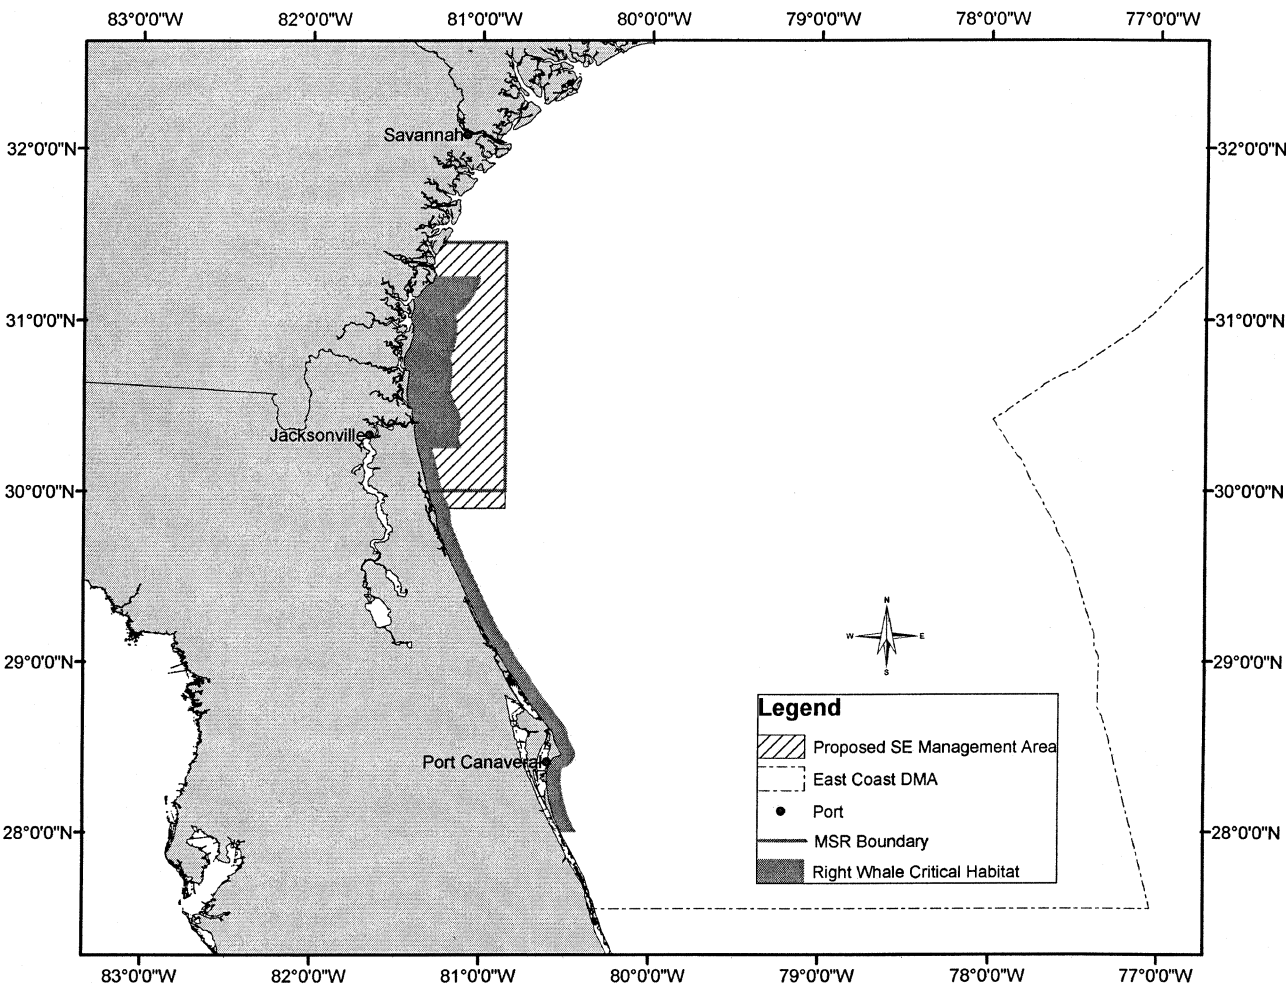 83°0'0"W 82°0'0"W 81°0'0"W 80°0'0"W 79°0'0"W 78°0'0"W 77°0'0"W
Savannah
32°0'0"N 32°0'0"N
31°0'0"N 31°0'0"N
Jacksonville
30°0'0"N 30°0'0"N
N
W E
S
29°0'0"N 29°0'0"N
Legend
Proposed SE Management Area
Port Canaveral
East Coast DMA
Port
28°0'0"N 28°0'0"N
MSR Boundary
Right Whale Critical Habitat
83°0'0"W 82°0'0"W 81°0'0"W 80°0'0"W 79°0'0"W 78°0'0"W 77°0'0"W